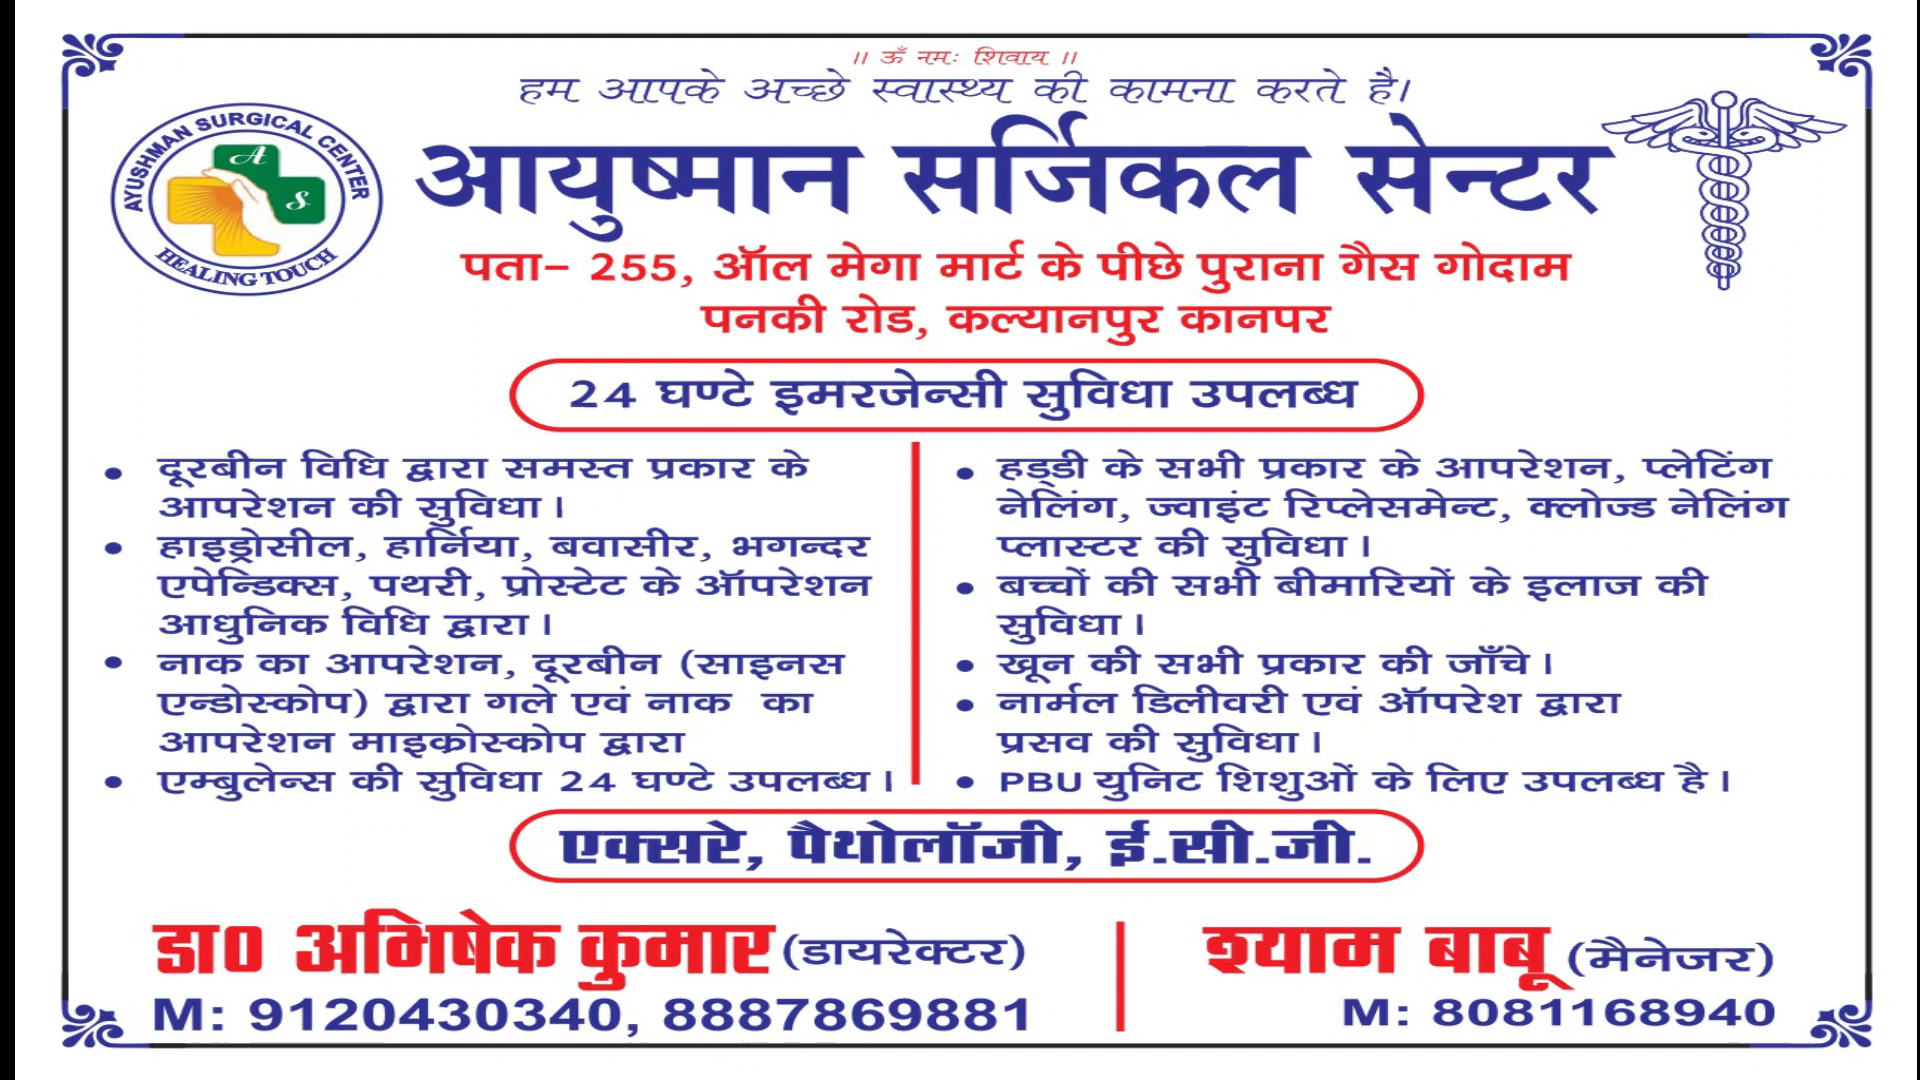 ॥ ॐ नमः शिवाय ॥
हम आपके अच्छे स्वास्थ्य की कामना करते है।
AYUSHMAN SURGICAL CENTER
A
S
HEALING TOUCH
आयुष्मान सर्जिकल सेन्टर
पता- 255, ऑल मेगा मार्ट के पीछे पुराना गैस गोदाम
पनकी रोड, कल्यानपुर कानपर
24 घण्टे इमरजेन्सी सुविधा उपलब्ध
• दूरबीन विधि द्वारा समस्त प्रकार के
आपरेशन की सुविधा।
• हाइड्रोसील, हार्निया, बवासीर, भगन्दर
एपेन्डिक्स, पथरी, प्रोस्टेट के ऑपरेशन
आधुनिक विधि द्वारा।
• नाक का आपरेशन, दूरबीन (साइनस
एन्डोस्कोप) द्वारा गले एवं नाक का
आपरेशन माइक्रोस्कोप द्वारा
• एम्बुलेन्स की सुविधा 24 घण्टे उपलब्ध।
• हड्डी के सभी प्रकार के आपरेशन, प्लेटिंग
नेलिंग, ज्वाइंट रिप्लेसमेन्ट, क्लोज्ड नेलिंग
प्लास्टर की सुविधा।
• बच्चों की सभी बीमारियों के इलाज की
सुविधा।
• खून की सभी प्रकार की जाँचे।
• नार्मल डिलीवरी एवं ऑपरेश द्वारा
प्रसव की सुविधा।
• PBU युनिट शिशुओं के लिए उपलब्ध है।
एक्सरे, पैथोलॉजी, ई.सी.जी.
डा० अभिषेक कुमार (डायरेक्टर)
M: 9120430340, 8887869881
श्याम बाबू (मैनेजर)
M: 8081168940